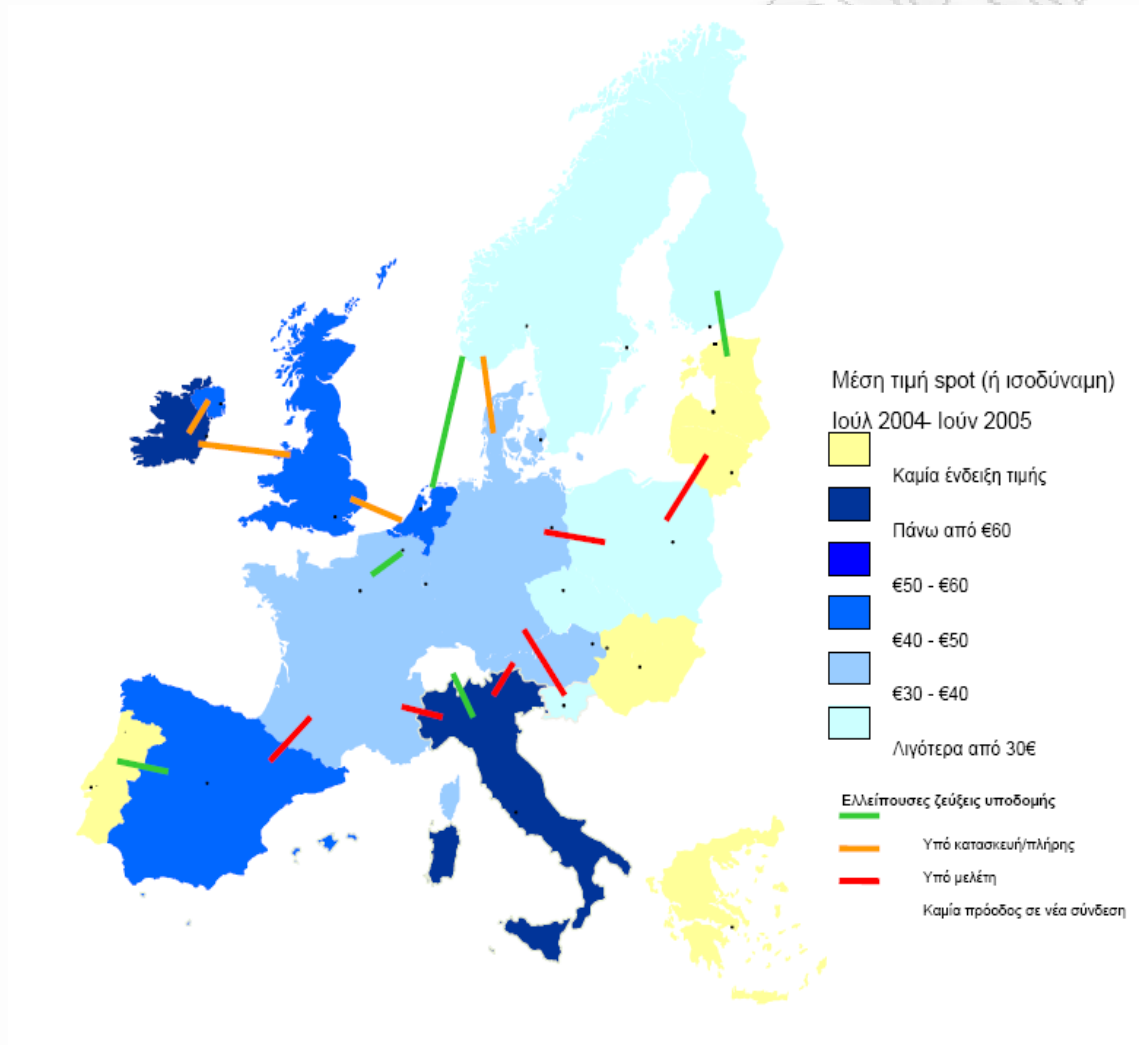 Μέση τιμή spot (ή ισοδύναμη)
Ιούλ 2004- Ιούν 2005
Καμία ένδειξη τιμής
Πάνω από €60
€50 - €60
€40 - €50
€30 - €40
Λιγότερα από 30€
Ελλείπουσες ζεύξεις υποδομής
Υπό κατασκευή/πλήρης
Υπό μελέτη
Καμία πρόοδος σε νέα σύνδεση